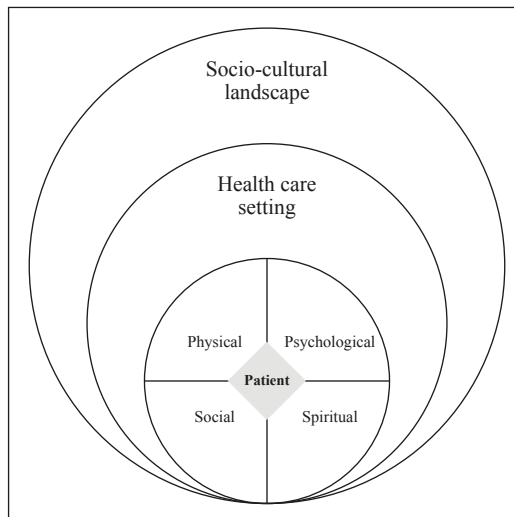 Socio-cultural
landscape
Health care
setting
Physical
Psychological
Patient
Social
Spiritual